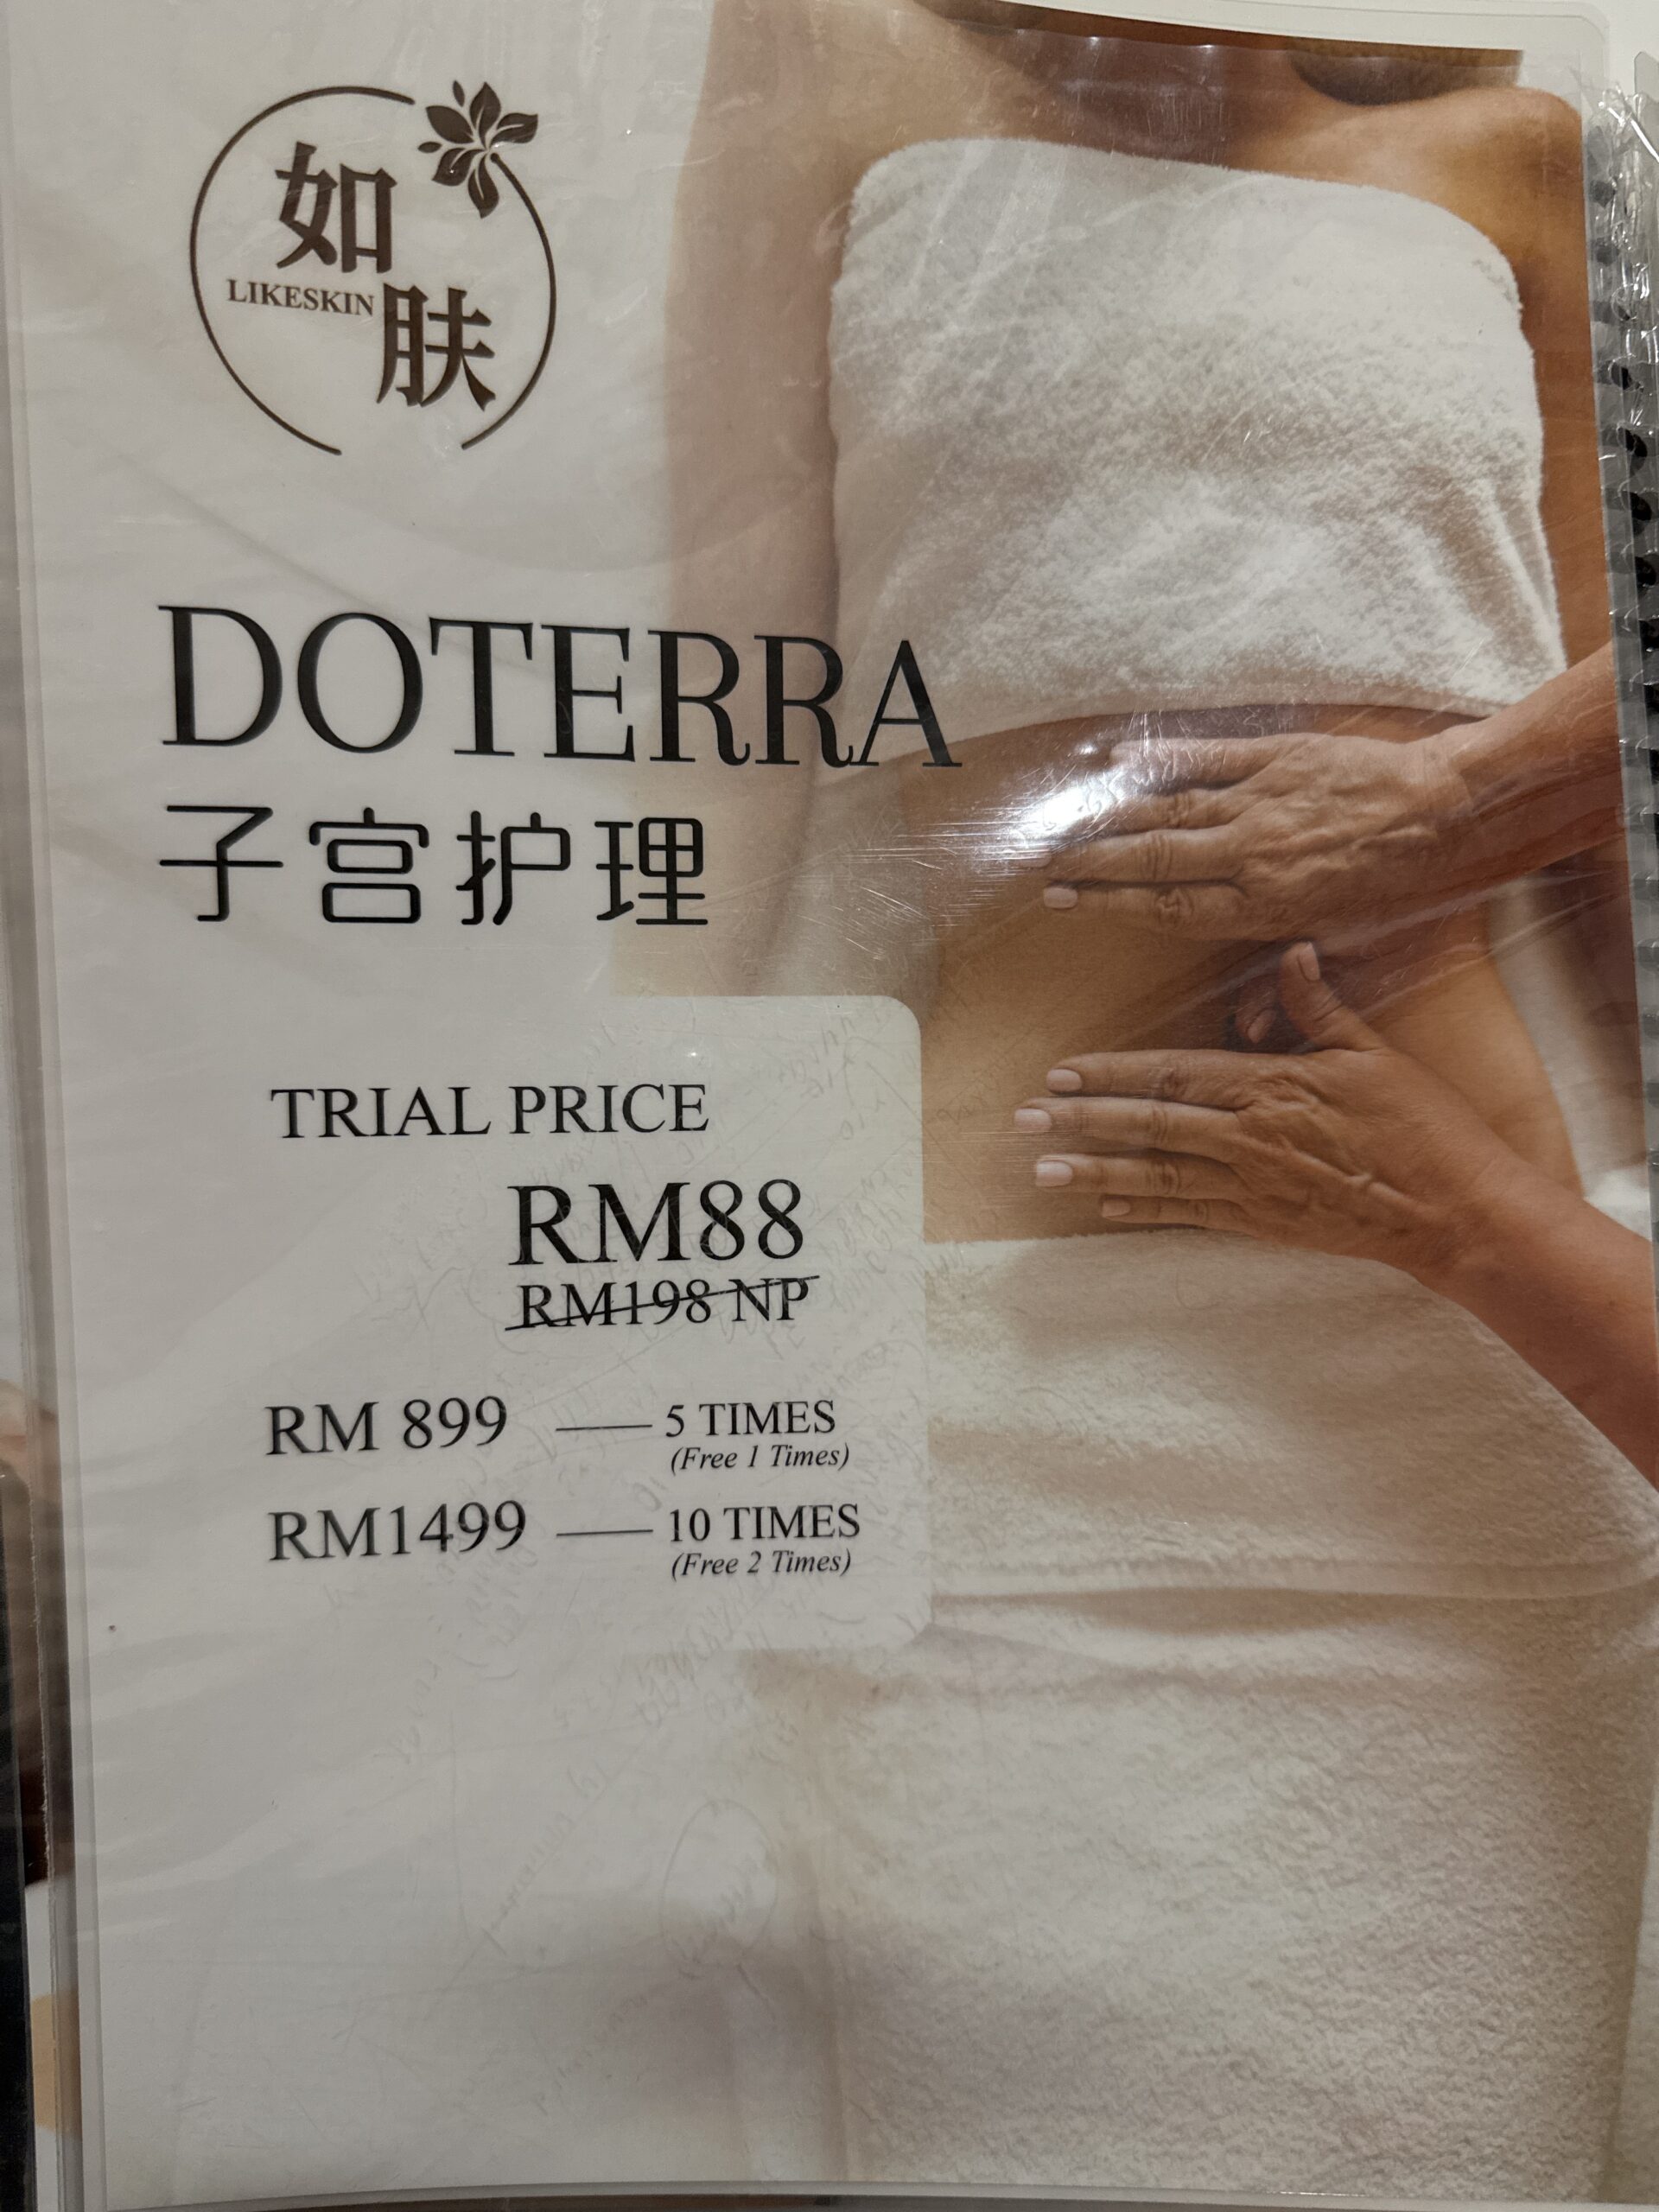 如
LIKESKIN
肤
DOTERRA
子宫护理
TRIAL PRICE
RM88
RM198 NP
RM 899 — 5 TIMES
(Free 1 Times)
RM1499 — 10 TIMES
(Free 2 Times)